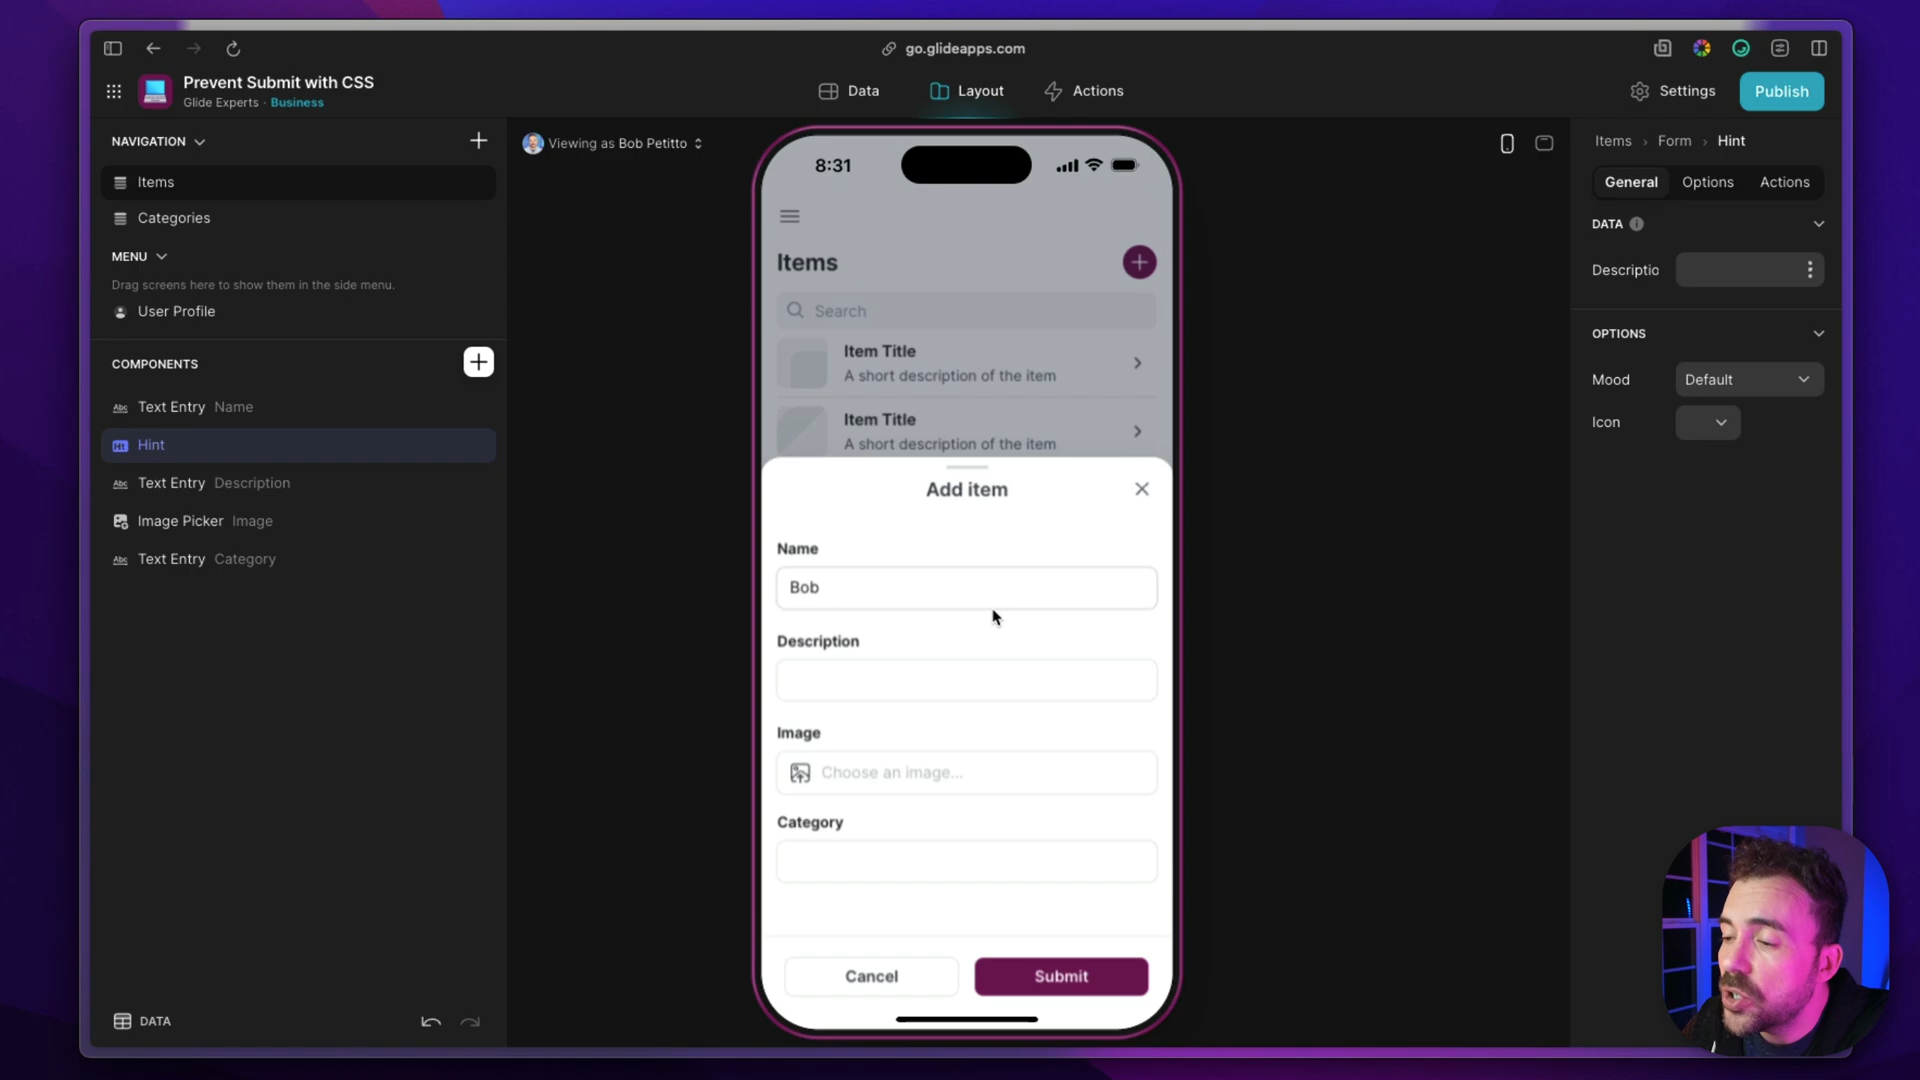 go.glideapps.com
Prevent Submit with CSS
Glide Experts · Business
Data
Layout
Actions
Settings
Publish
NAVIGATION
Items
Categories
MENU
Drag screens here to show them in the side menu.
User Profile
COMPONENTS
Abc Text Entry Name
Ht Hint
Abc Text Entry Description
Image Picker Image
Abc Text Entry Category
DATA
Viewing as Bob Petitto
8:31
Items
Search
Item Title
A short description of the item
Item Title
A short description of the item
Add item
Name
Bob
Description
Image
Choose an image...
Category
Cancel
Submit
Items › Form › Hint
General
Options
Actions
DATA
Descriptio
OPTIONS
Mood
Default
Icon